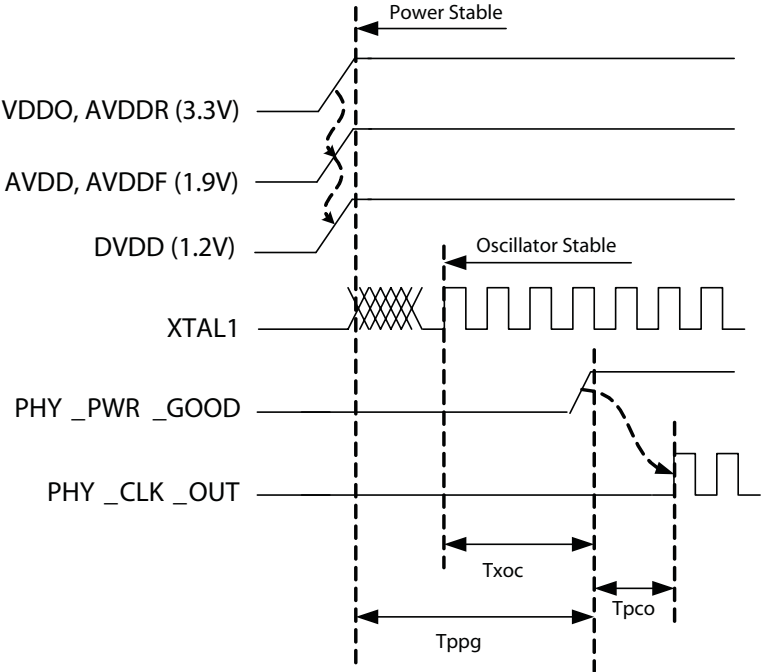 Power Stable
VDDO, AVDDR (3.3V)
AVDD, AVDDF (1.9V)
DVDD (1.2V)
Oscillator Stable
XTAL1
PHY _PWR _GOOD
PHY _CLK _OUT
Txoc
Tpco
Tppg